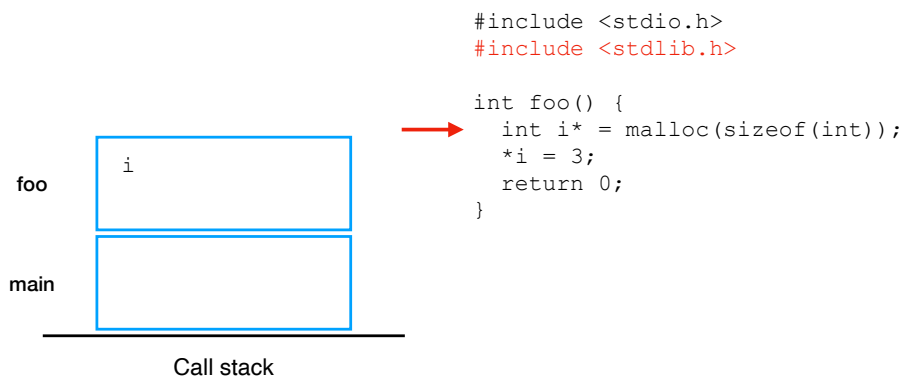 #include <stdio.h>
#include <stdlib.h>
int foo() {
int i* = malloc(sizeof(int));
*i = 3;
return 0;
}
i
foo
main
Call stack